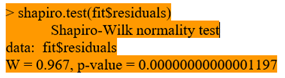 > shapiro.test(fit$residuals)
Shapiro-Wilk normality test
data:  fit$residuals
W = 0.967, p-value = 0.00000000000001197